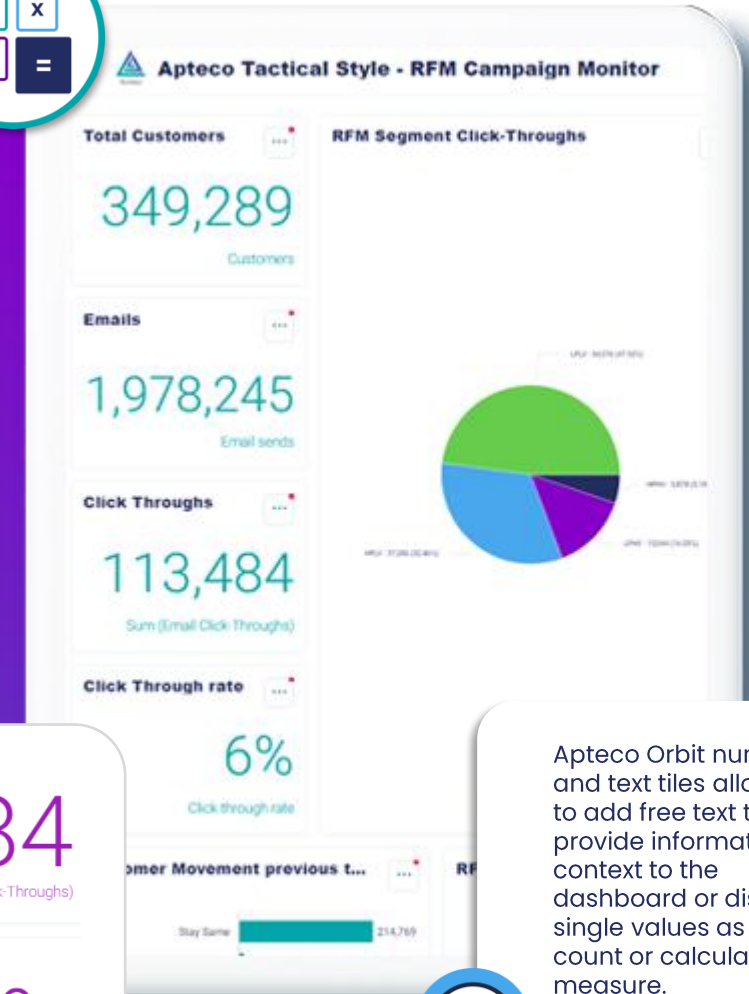 x
=
Apteco Tactical Style - RFM Campaign Monitor
Total Customers
...
349,289
Customers
RFM Segment Click-Throughs
Emails
...
1,978,245
Email sends
Click Throughs
...
113,484
Sum (Email Click-Throughs)
Click Through rate
...
6%
Click through rate
omer Movement previous t...
...
RF
Stay Same
214,769
84
k-Throughs)
Apteco Orbit nu
and text tiles allo
to add free text t
provide informat
context to the
dashboard or dis
single values as
count or calcula
measure.